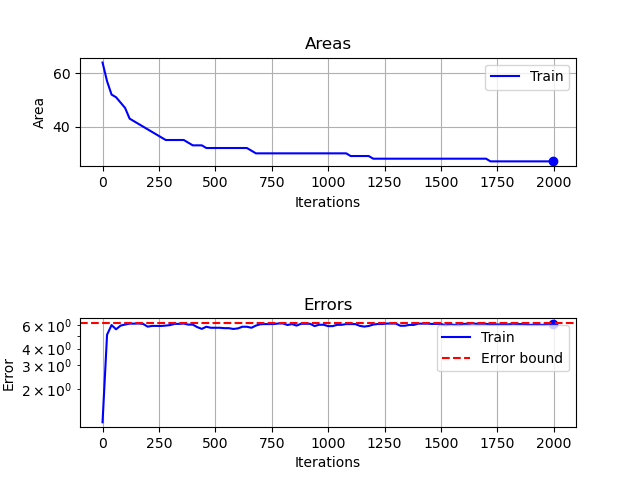 Areas
60
40
Area
Train
0 250 500 750 1000 1250 1500 1750 2000
Iterations
Errors
6 × 10⁰
4 × 10⁰
3 × 10⁰
2 × 10⁰
Error
Train
Error bound
0 250 500 750 1000 1250 1500 1750 2000
Iterations